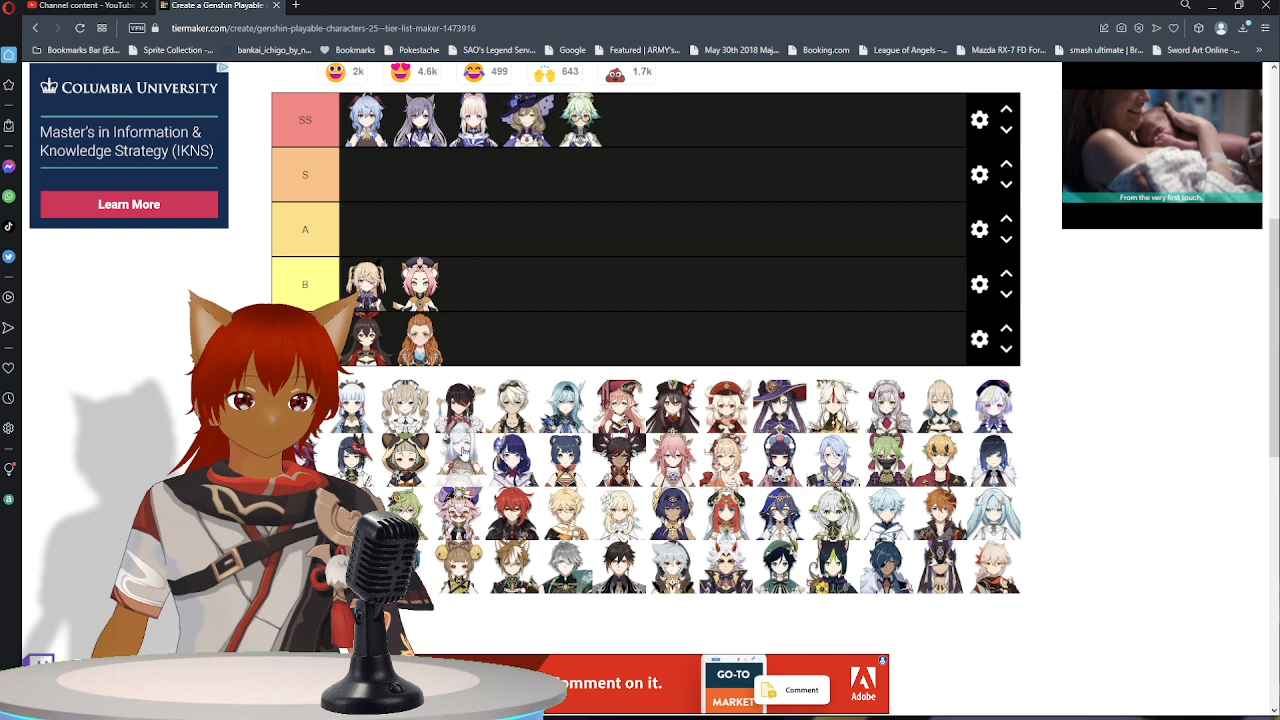 Channel content - YouTube
Create a Genshin Playable
VPN
tiermaker.com/create/genshin-playable-characters-25--tier-list-maker-1473916
Bookmarks Bar (Ed...
Sprite Collection -...
bankai_ichigo_by_n...
Bookmarks
Pokestache
SAO's Legend Serv...
Google
Featured | ARMY's...
May 30th 2018 Maj...
Booking.com
League of Angels -...
Mazda RX-7 FD For...
smash ultimate | Br...
Sword Art Online -...
2k
4.6k
499
643
1.7k
COLUMBIA UNIVERSITY
Master's in Information &
Knowledge Strategy (IKNS)
Learn More
SS
S
A
B
From the very first touch,
omment on it.
GO-TO
MARKET
Comment
Adobe